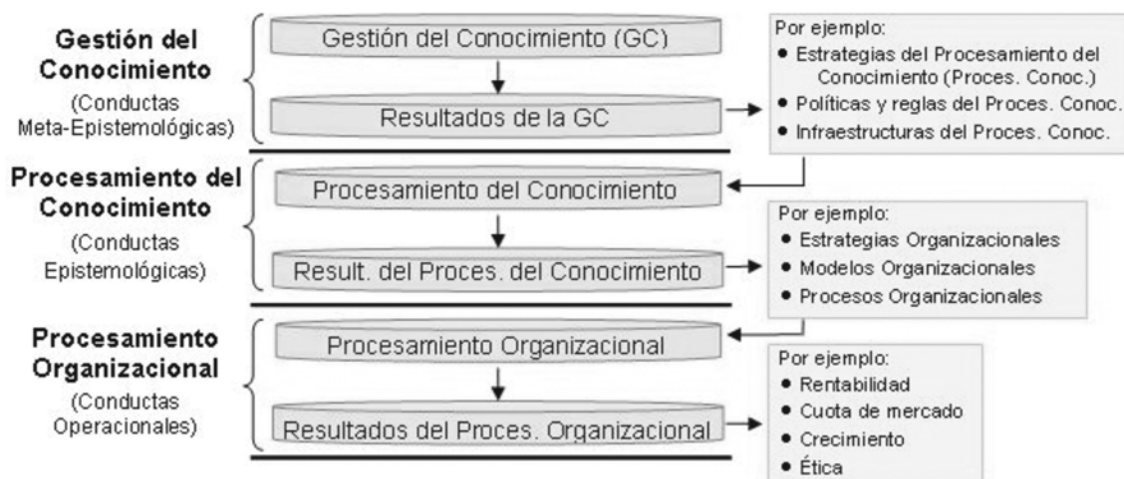 Gestión del
Conocimiento
(Conductas
Meta-Epistemológicas)
Gestión del Conocimiento (GC)
Resultados de la GC
Por ejemplo:
● Estrategias del Procesamiento del
Conocimiento (Proces. Conoc.)
● Políticas y reglas del Proces. Conoc.
● Infraestructuras del Proces. Conoc.
Procesamiento del
Conocimiento
(Conductas
Epistemológicas)
Procesamiento del Conocimiento
Result. del Proces. del Conocimiento
Por ejemplo:
● Estrategias Organizacionales
● Modelos Organizacionales
● Procesos Organizacionales
Procesamiento
Organizacional
(Conductas
Operacionales)
Procesamiento Organizacional
Resultados del Proces. Organizacional
Por ejemplo:
● Rentabilidad
● Cuota de mercado
● Crecimiento
● Ética